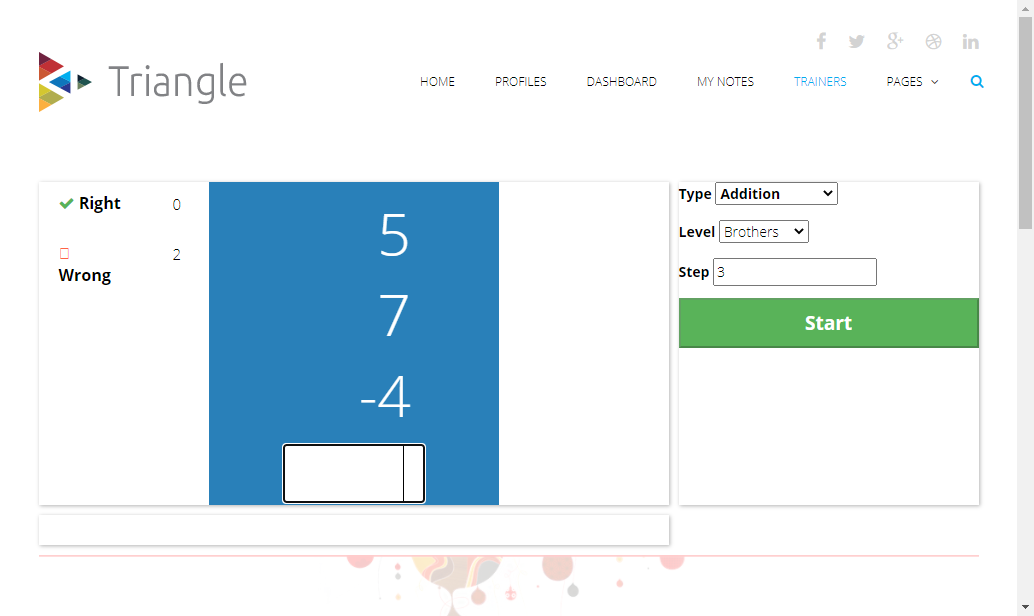 Triangle
HOME PROFILES DASHBOARD MY NOTES TRAINERS PAGES
Right 0
Wrong 2
5
7
-4
Type Addition
Level Brothers
Step 3
Start